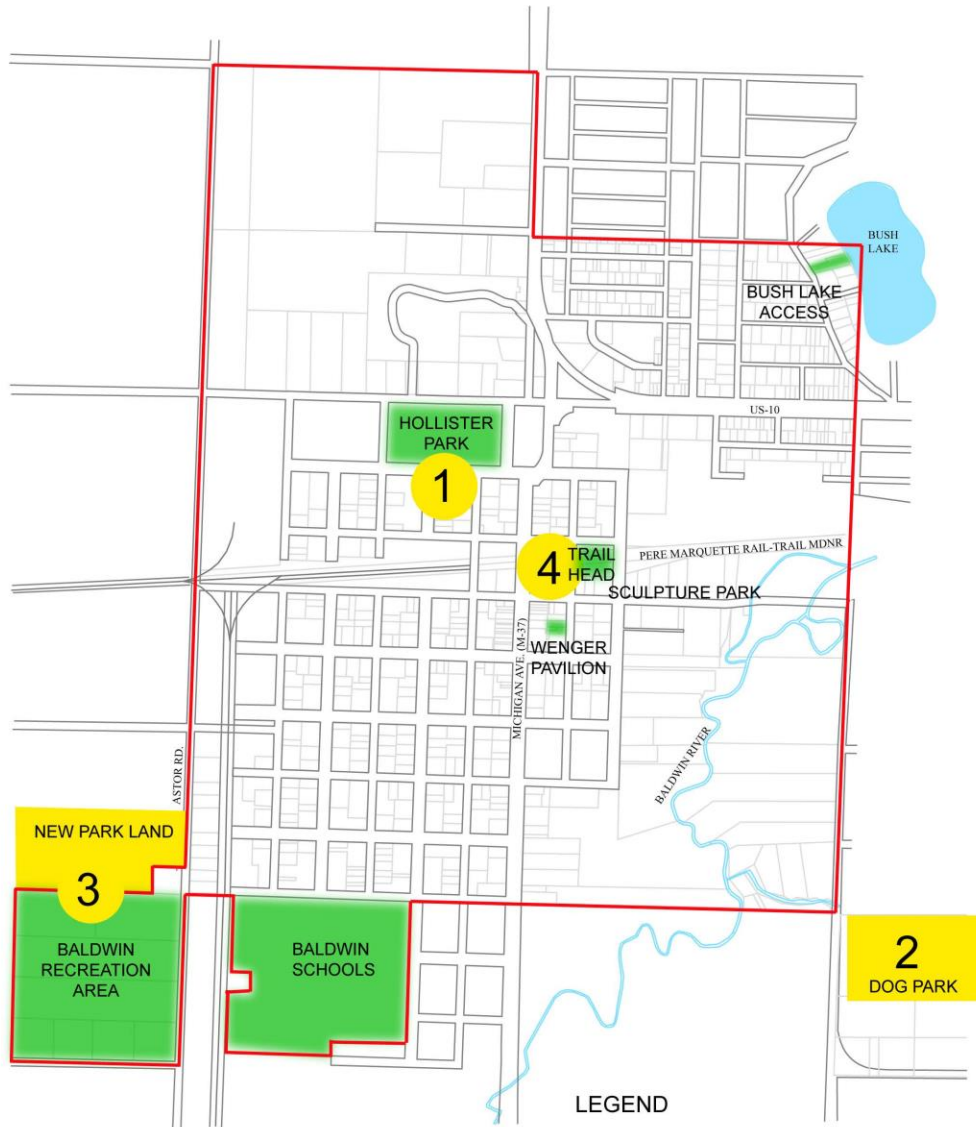 BUSH
LAKE
BUSH LAKE
ACCESS
US-10
HOLLISTER
PARK
1
PERE MARQUETTE RAIL-TRAIL MDNR
4
TRAIL
HEAD
SCULPTURE PARK
WENGER
PAVILION
MICHIGAN AVE. (M-37)
BALDWIN RIVER
ASTOR RD.
NEW PARK LAND
3
BALDWIN
RECREATION
AREA
BALDWIN
SCHOOLS
2
DOG PARK
LEGEND